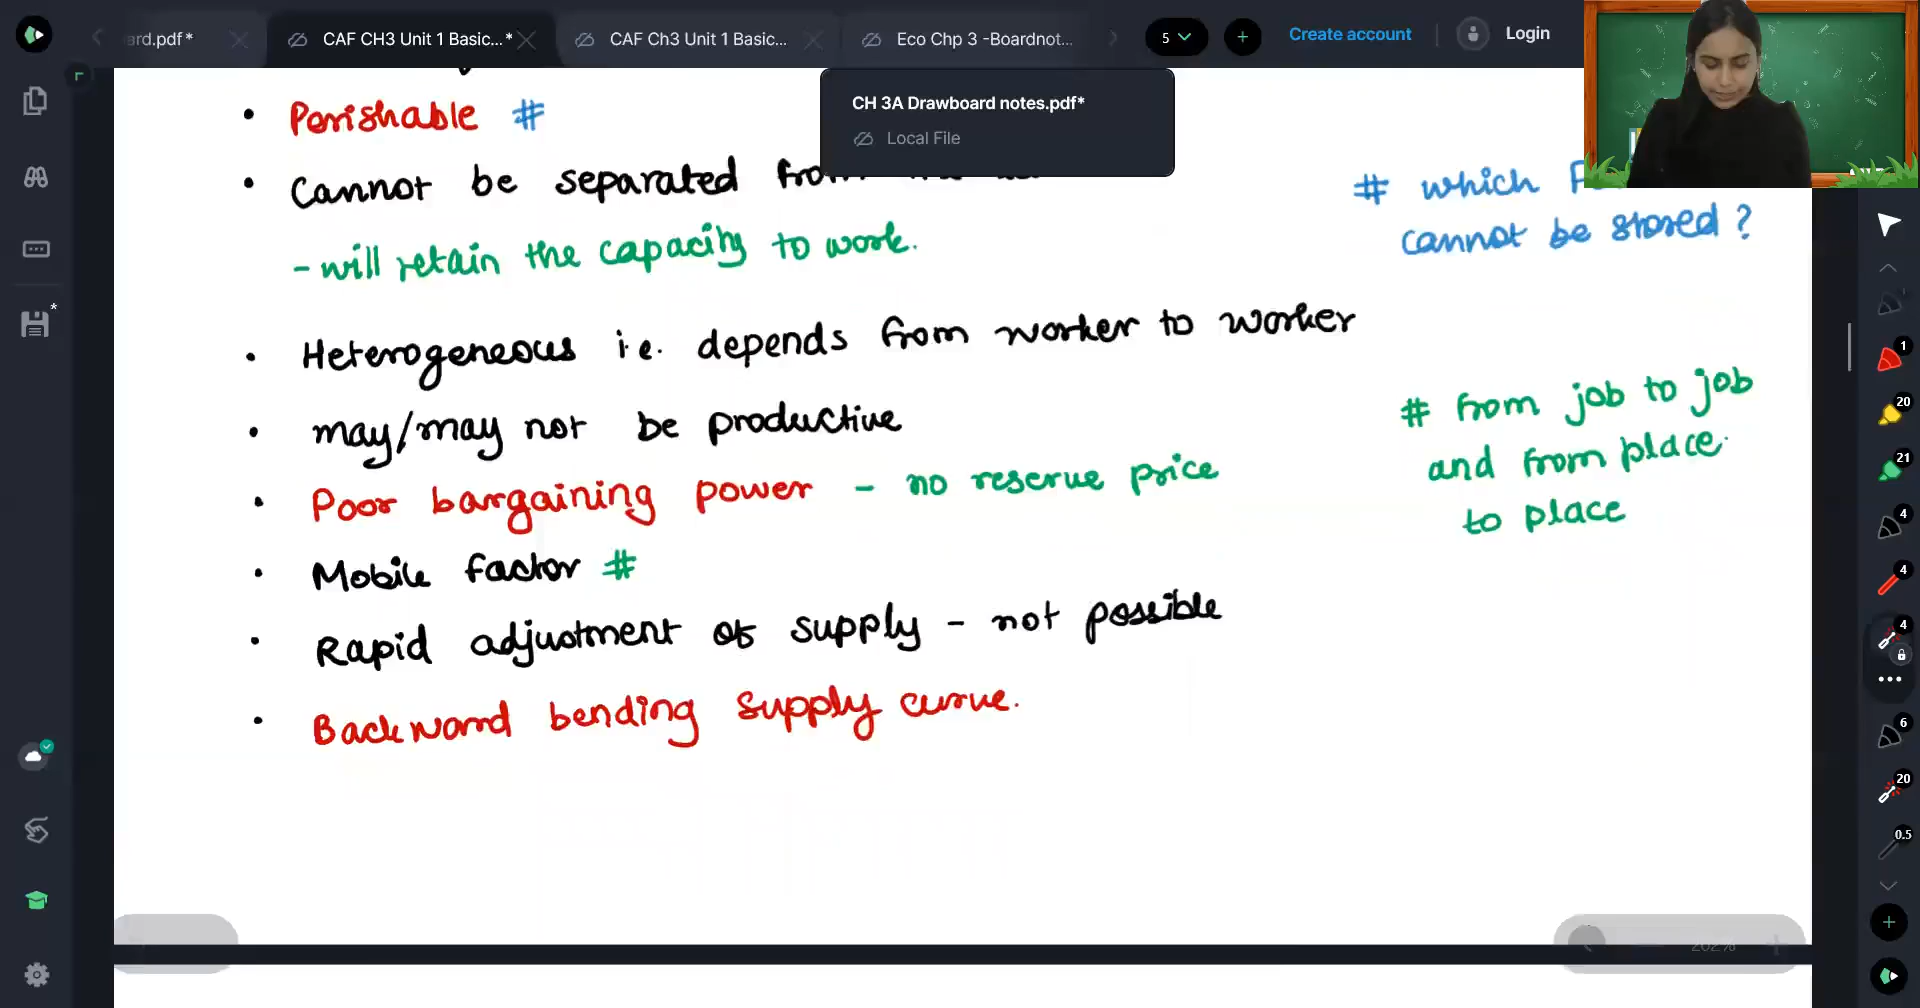 ard.pdf*
CAF CH3 Unit 1 Basic...*
CAF Ch3 Unit 1 Basic...
Eco Chp 3 -Boardnot...
5
Create account
Login
CH 3A Drawboard notes.pdf*
Local File
• Perishable #
• Cannot be separated from
- will retain the capacity to work.
# which
cannot be stored?
• Heterogeneous i.e. depends from worker to worker
• may/may not be productive
• Poor bargaining power - no reserve price
# from job to job
and from place
to place
• Mobile factor #
• Rapid adjustment of supply - not possible
• Backward bending supply curve.
1
20
21
4
4
4
6
20
0.5
202%